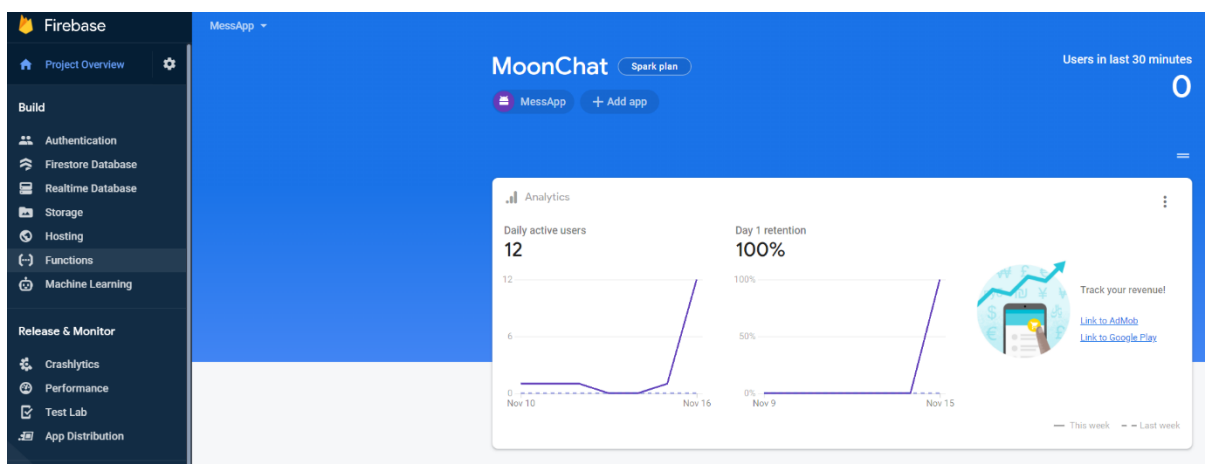 Firebase
Project Overview
Build
Authentication
Firestore Database
Realtime Database
Storage
Hosting
Functions
Machine Learning
Release & Monitor
Crashlytics
Performance
Test Lab
App Distribution
MessApp
MoonChat Spark plan
MessApp + Add app
Users in last 30 minutes
0
Analytics
Daily active users
12
12
6
0
Nov 10 Nov 16
Day 1 retention
100%
100%
50%
0%
Nov 9 Nov 15
Track your revenue!
Link to AdMob
Link to Google Play
This week Last week